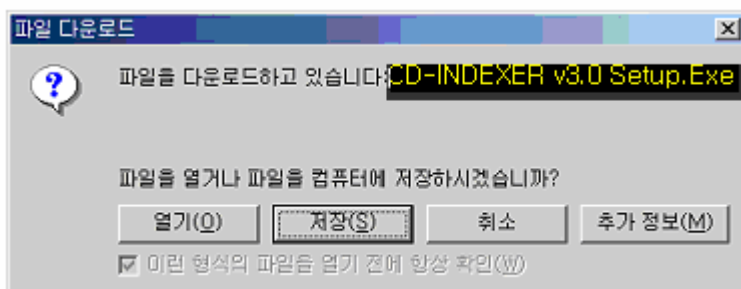 파일 다운로드
파일을 다운로드하고 있습니다: CD-INDEXER v3.0 Setup.Exe
파일을 열거나 파일을 컴퓨터에 저장하시겠습니까?
열기(O) 저장(S) 취소 추가 정보(M)
이런 형식의 파일을 열기 전에 항상 확인(W)